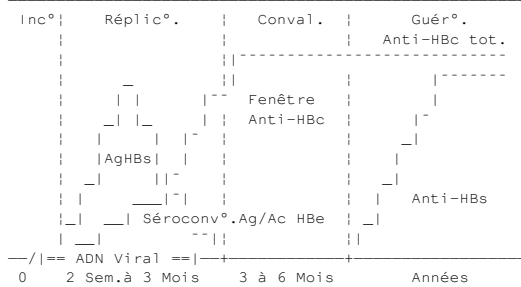 Inc°¦ Réplic°. ¦ Conval. ¦ Guér°.
Anti-HBc tot.
Fenêtre
Anti-HBc
AgHBs
Anti-HBs
Séroconv°.Ag/Ac HBe
== ADN Viral ==
0 2 Sem.à 3 Mois 3 à 6 Mois Années